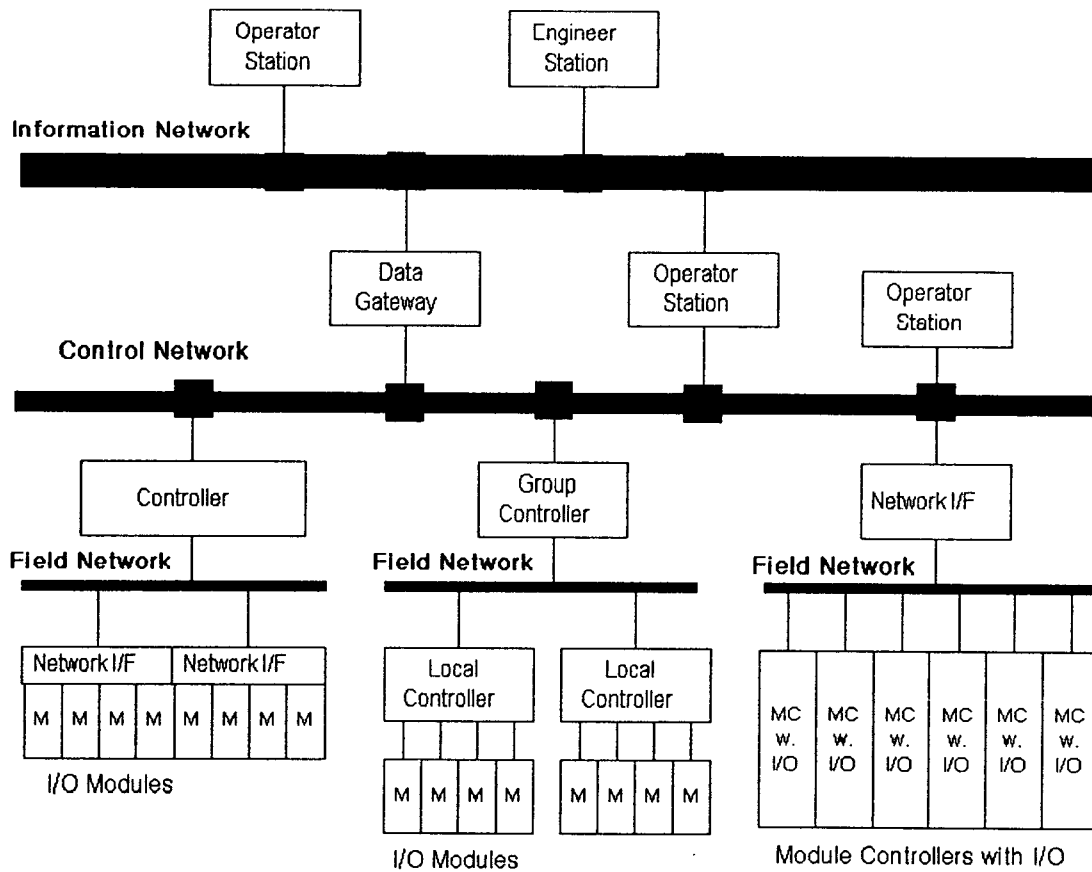 Operator
Station
Engineer
Station
Information Network
Data
Gateway
Operator
Station
Operator
Station
Control Network
Controller
Group
Controller
Network I/F
Field Network
Field Network
Field Network
Network I/F
Network I/F
M M M M M M M M
I/O Modules
Local
Controller
Local
Controller
M M M M
M M M M
I/O Modules
MC MC MC MC MC MC
w. w. w. w. w. w.
I/O I/O I/O I/O I/O I/O
Module Controllers with I/O